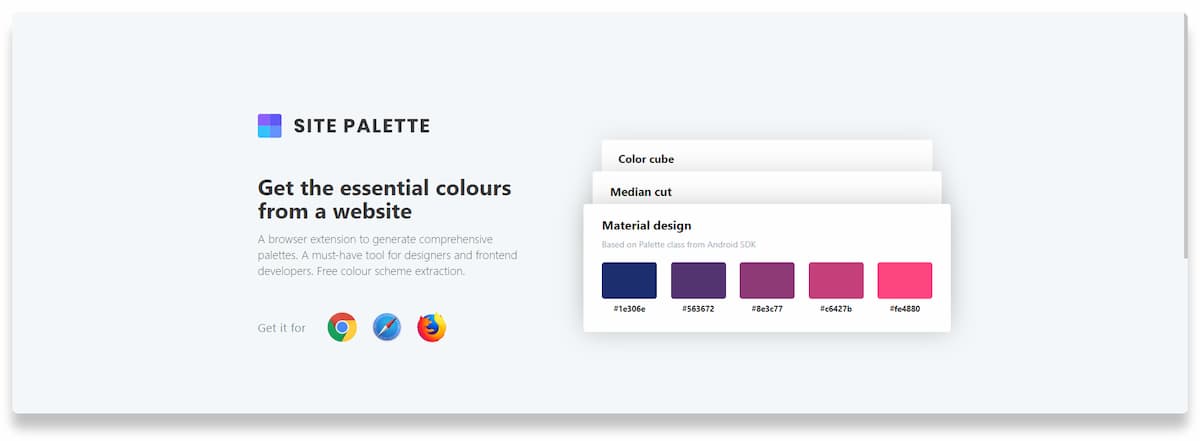 SITE PALETTE
Get the essential colours
from a website
A browser extension to generate comprehensive
palettes. A must-have tool for designers and frontend
developers. Free colour scheme extraction.
Get it for
Color cube
Median cut
Material design
Based on Palette class from Android SDK
#1e306e #563672 #8e3c77 #c6427b #fe4880